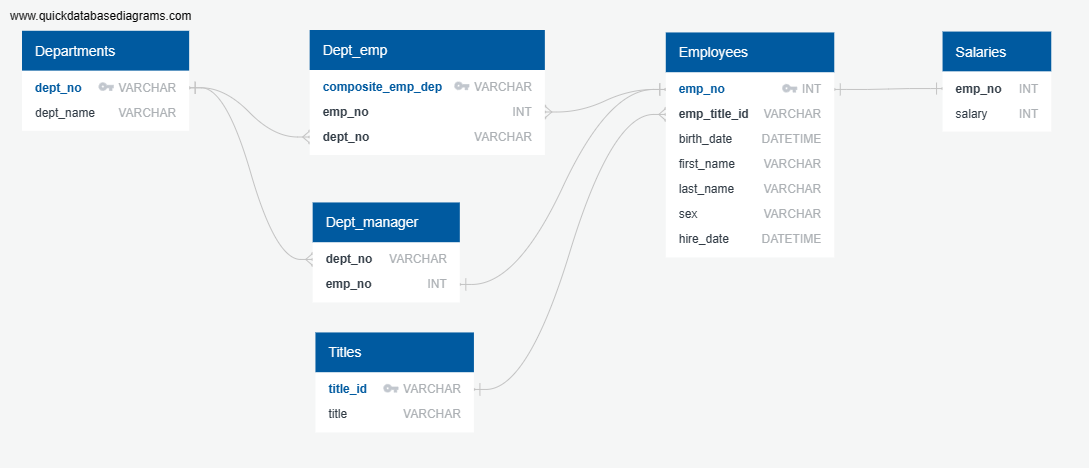 www.quickdatabasediagrams.com
Departments
dept_no VARCHAR
dept_name VARCHAR
Dept_emp
composite_emp_dep VARCHAR
emp_no INT
dept_no VARCHAR
Dept_manager
dept_no VARCHAR
emp_no INT
Titles
title_id VARCHAR
title VARCHAR
Employees
emp_no INT
emp_title_id VARCHAR
birth_date DATETIME
first_name VARCHAR
last_name VARCHAR
sex VARCHAR
hire_date DATETIME
Salaries
emp_no INT
salary INT